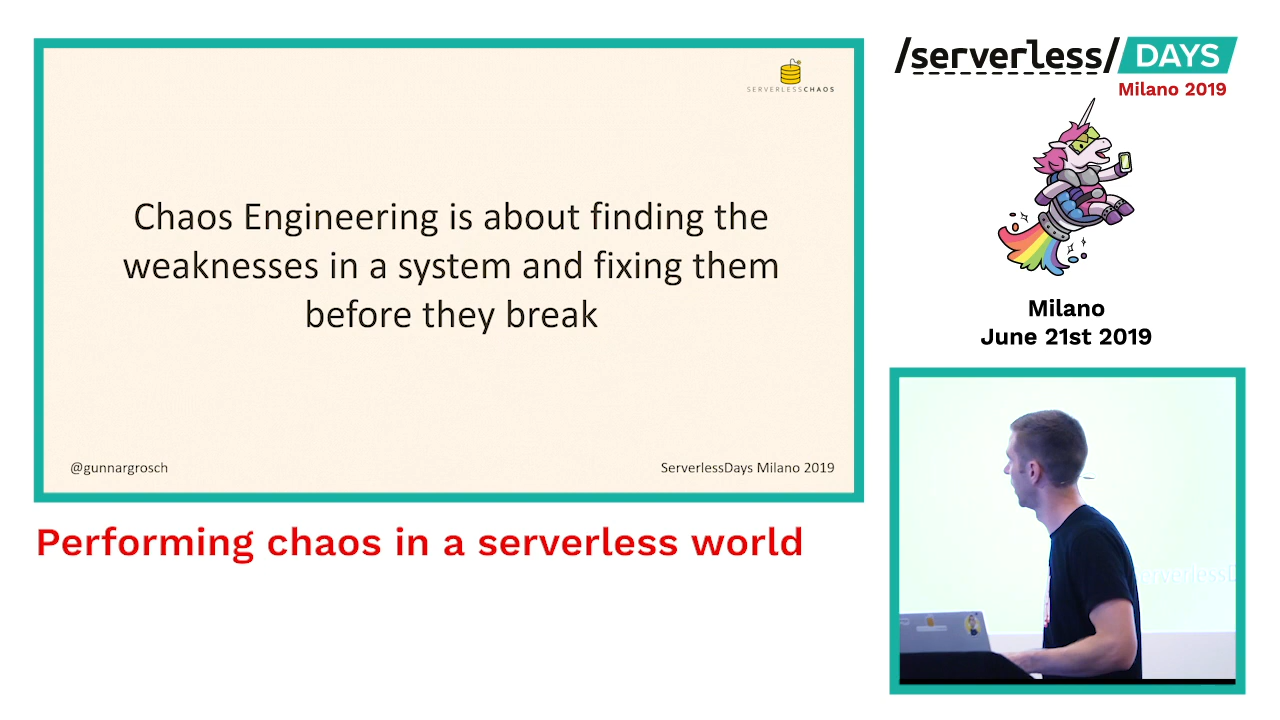 SERVERLESSCHAOS
Chaos Engineering is about finding the
weaknesses in a system and fixing them
before they break
@gunnargrosch
ServerlessDays Milano 2019
Performing chaos in a serverless world
/serverless/DAYS
Milano 2019
Milano
June 21st 2019